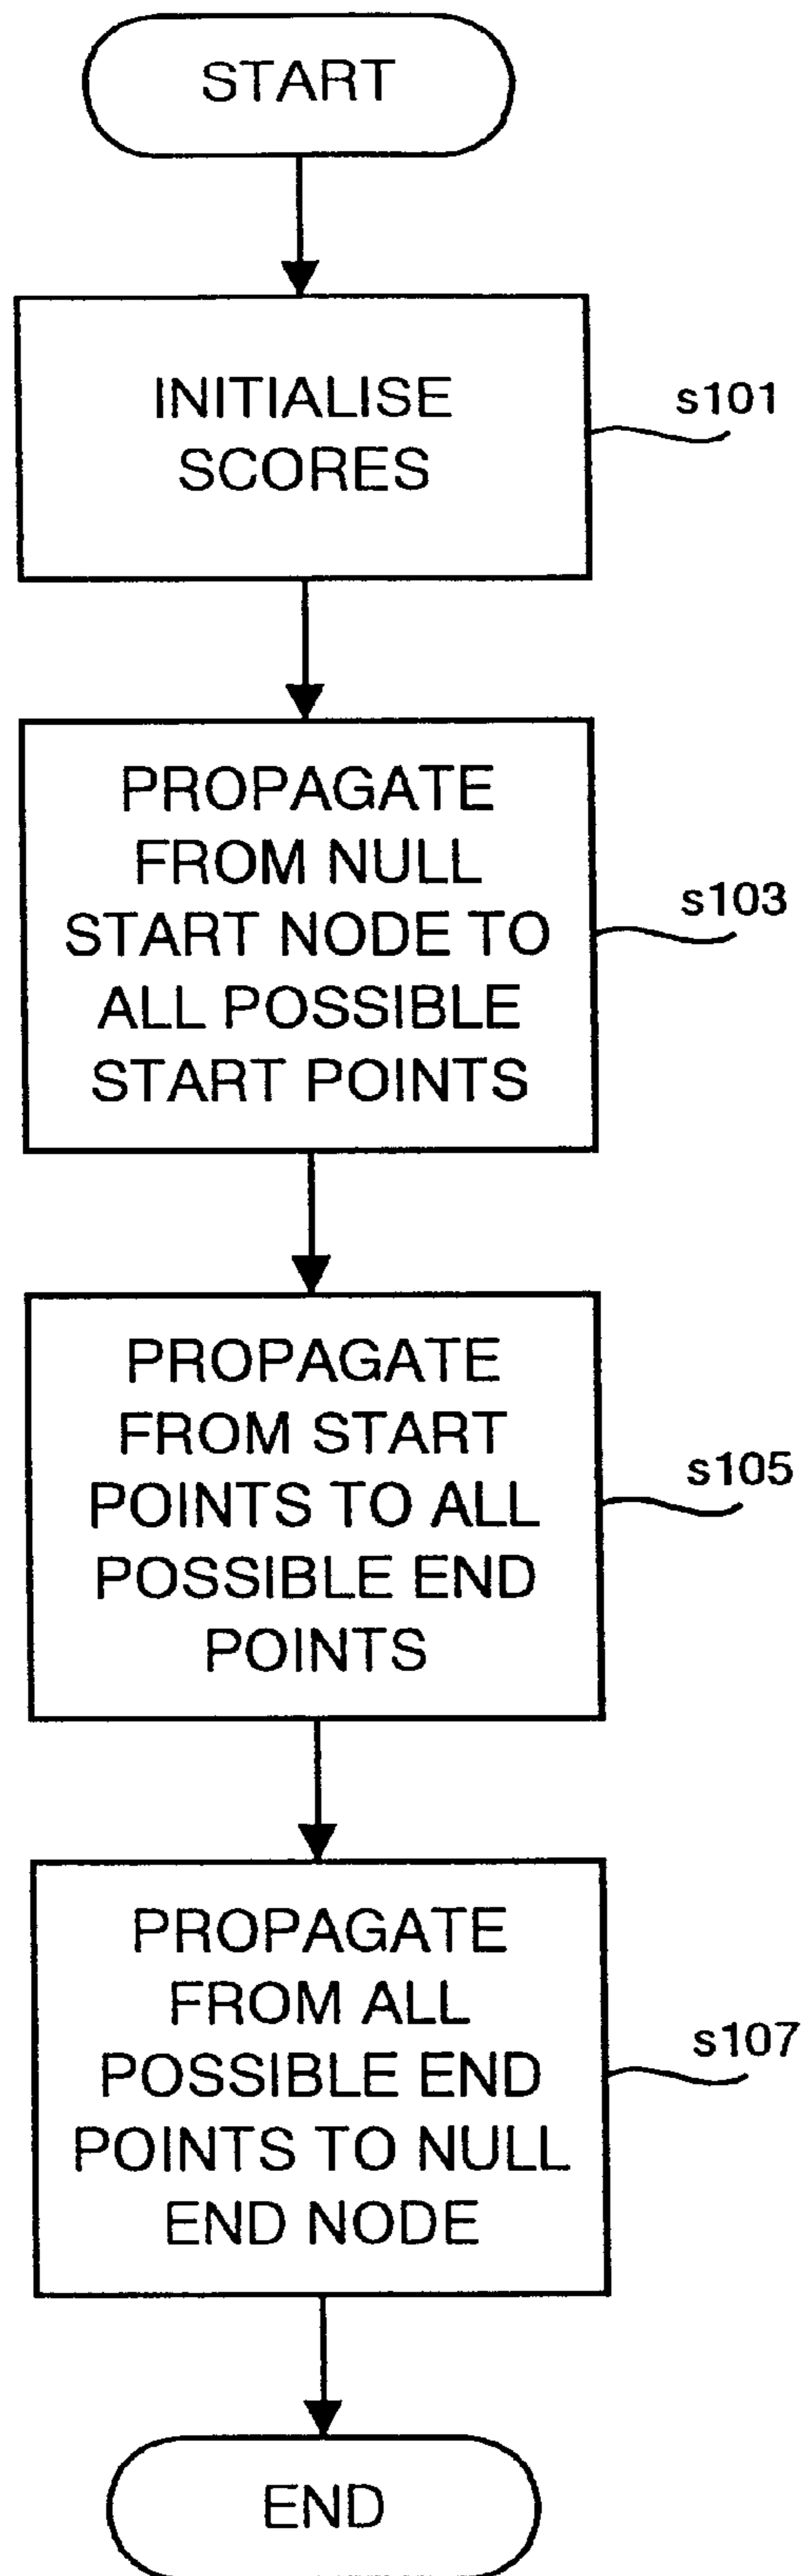 START
INITIALISE
SCORES
s101
PROPAGATE
FROM NULL
START NODE TO
ALL POSSIBLE
START POINTS
s103
PROPAGATE
FROM START
POINTS TO ALL
POSSIBLE END
POINTS
s105
PROPAGATE
FROM ALL
POSSIBLE END
POINTS TO NULL
END NODE
s107
END